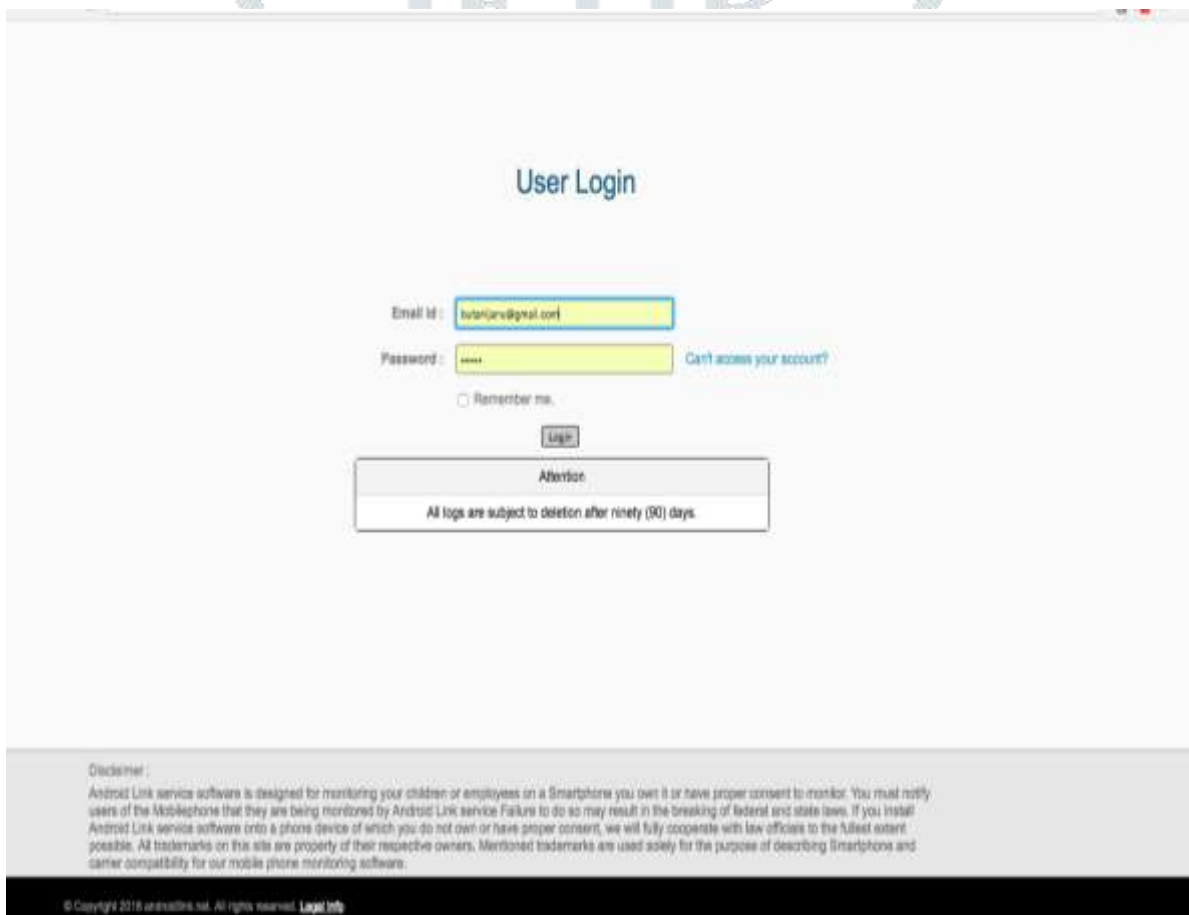 User Login
Email Id :
Password : •••••
Can't access your account?
Remember me.
Login
Attention
All logs are subject to deletion after ninety (90) days.
Disclaimer :
Android Link service software is designed for monitoring your children or employees on a Smartphone you own it or have proper consent to monitor. You must notify
users of the Mobilephone that they are being monitored by Android Link service Failure to do so may result in the breaking of federal and state laws. If you install
Android Link service software onto a phone device of which you do not own or have proper consent, we will fully cooperate with law officials to the fullest extent
possible. All trademarks on this site are property of their respective owners. Mentioned trademarks are used solely for the purpose of describing Smartphone and
carrier compatibility for our mobile phone monitoring software.
© Copyright 2016 androidlink.net. All rights reserved. Legal Info